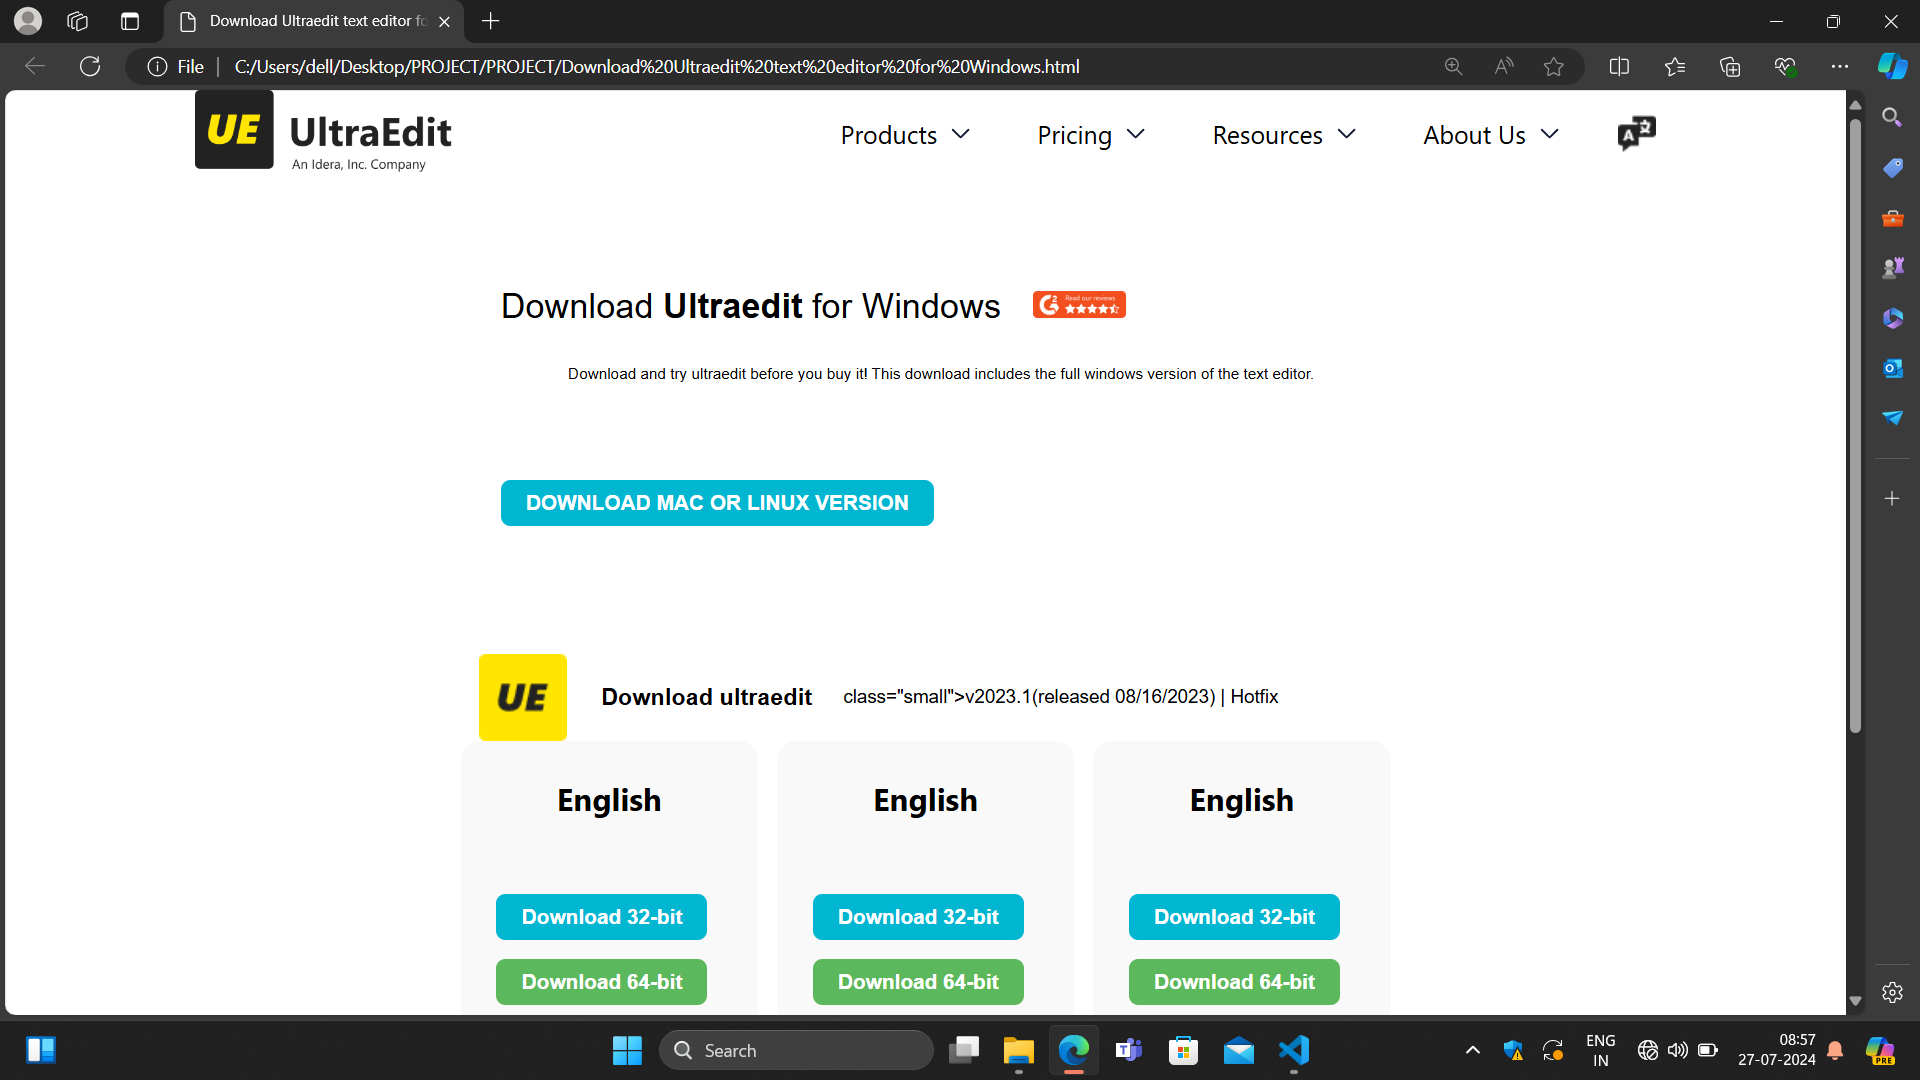 Download Ultraedit text editor fo
File
C:/Users/dell/Desktop/PROJECT/PROJECT/Download%20Ultraedit%20text%20editor%20for%20Windows.html
UE UltraEdit
An Idera, Inc. Company
Products
Pricing
Resources
About Us
Download Ultraedit for Windows
G2 Read our reviews
Download and try ultraedit before you buy it! This download includes the full windows version of the text editor.
DOWNLOAD MAC OR LINUX VERSION
UE
Download ultraedit
class="small">v2023.1(released 08/16/2023) | Hotfix
English
English
English
Download 32-bit
Download 32-bit
Download 32-bit
Download 64-bit
Download 64-bit
Download 64-bit
Search
ENG
IN
08:57
27-07-2024
PRE